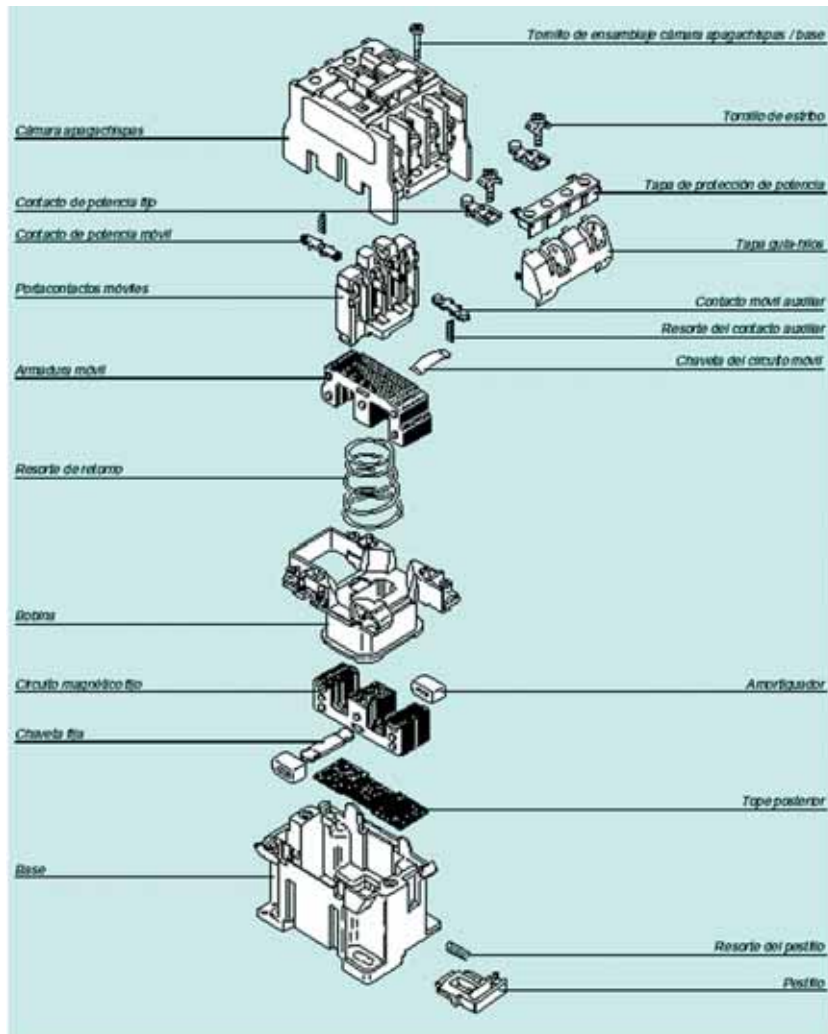 Tornillo de ensamblaje cámara apagachispas / base
Tornillo de estribo
Cámara apagachispas
Tapa de protección de potencia
Contacto de potencia fijo
Contacto de potencia móvil
Tapa guía-hilos
Portacontactos móviles
Contacto móvil auxiliar
Resorte del contacto auxiliar
Chaveta del circuito móvil
Armadura móvil
Resorte de retorno
Bobina
Circuito magnético fijo
Amortiguador
Chaveta fija
Tope posterior
Base
Resorte del pestillo
Pestillo